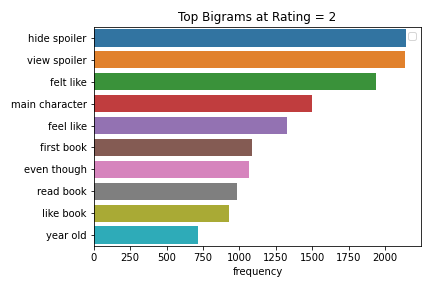 Top Bigrams at Rating = 2
hide spoiler
view spoiler
felt like
main character
feel like
first book
even though
read book
like book
year old
0 250 500 750 1000 1250 1500 1750 2000
frequency